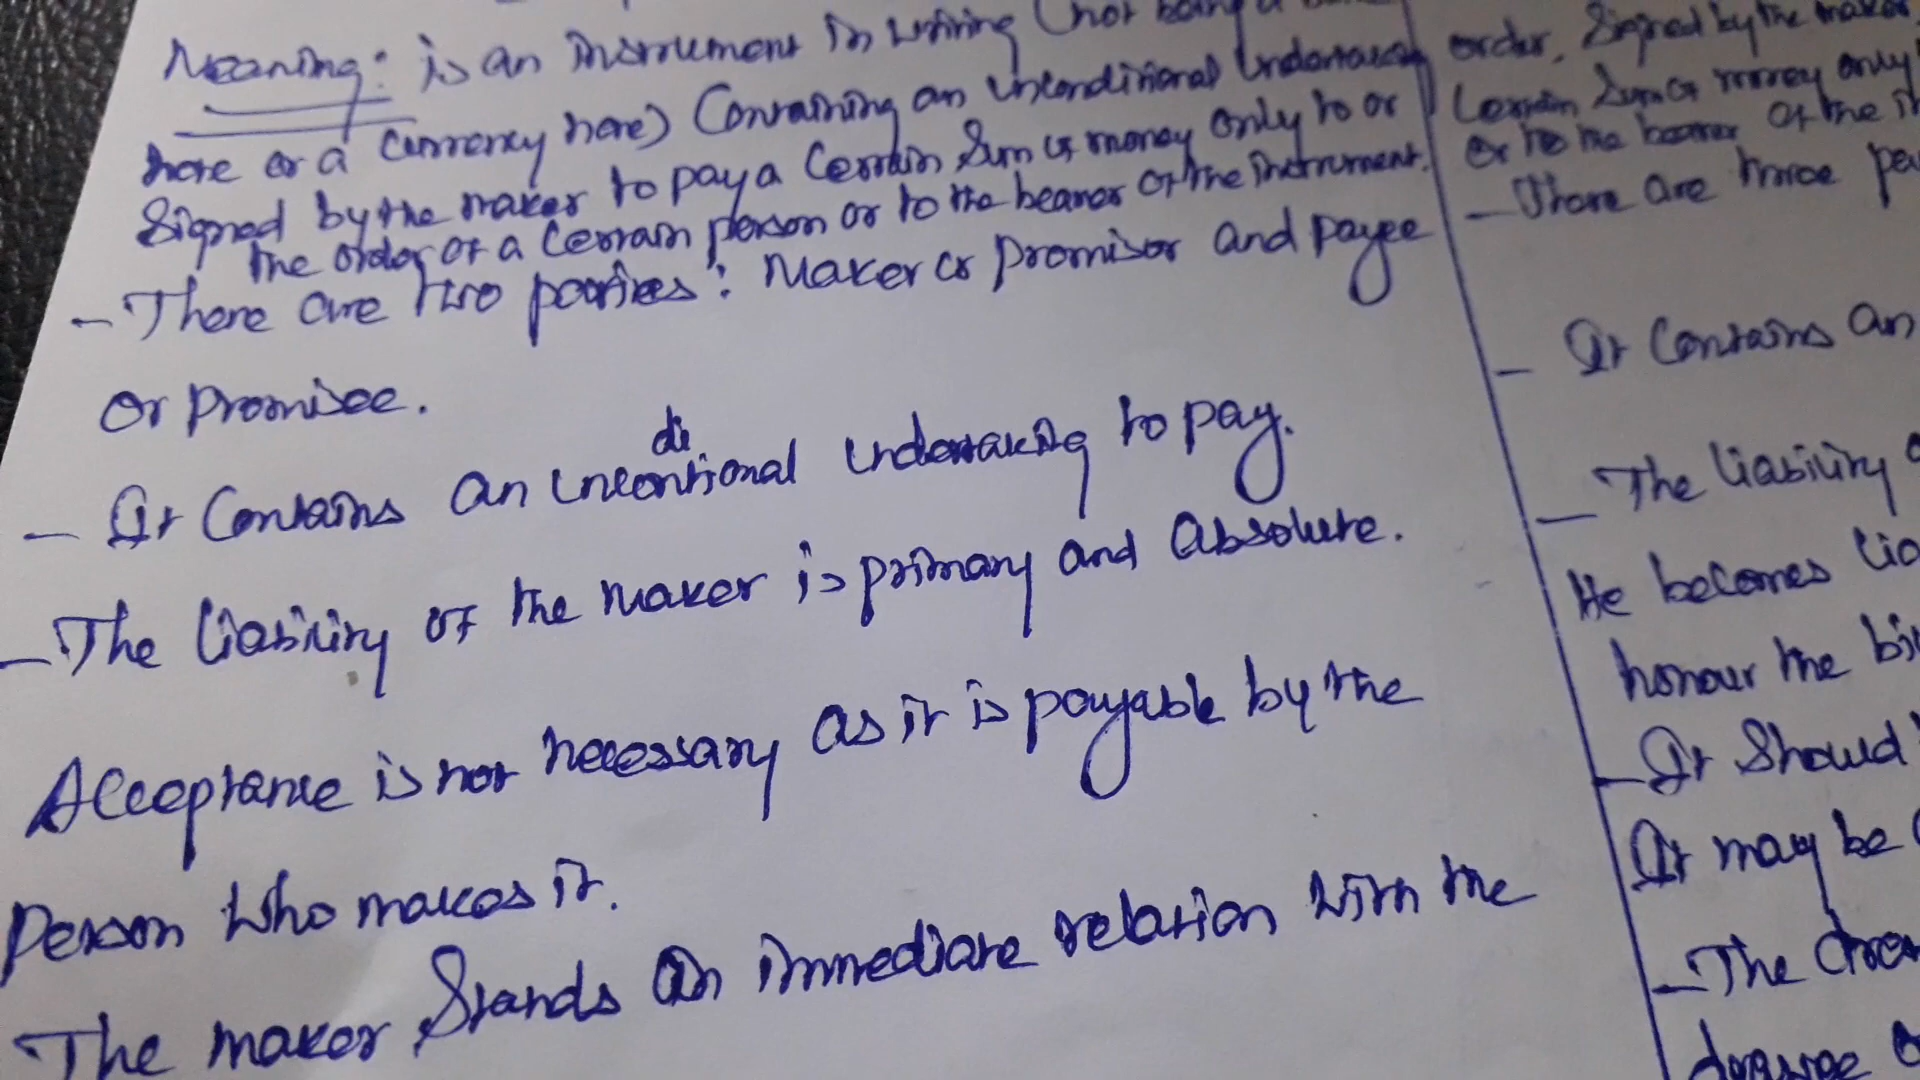 Meaning: is an instrument in writing (not being a
note or a currency note) Containing an unconditional Undertaking
Signed by the maker to pay a Certain Sum of money only to or
the order of a Certain person or to the bearer of the instrument.
- There are two parties: Maker or promisor and payee
or promisee.
- It Contains an uncontional undertaking to pay.
di
- The liability of the maker is primary and absolute.
Acceptance is not necessary as it is payable by the
person who makes it.
The maker Stands in immediate relation with the
order. Signed by the maker
Certain Sum of money only
or to the bearer of the
- There are three
- It Contains an
- The liability
He becomes
honour the
- It Should
It may be
- The